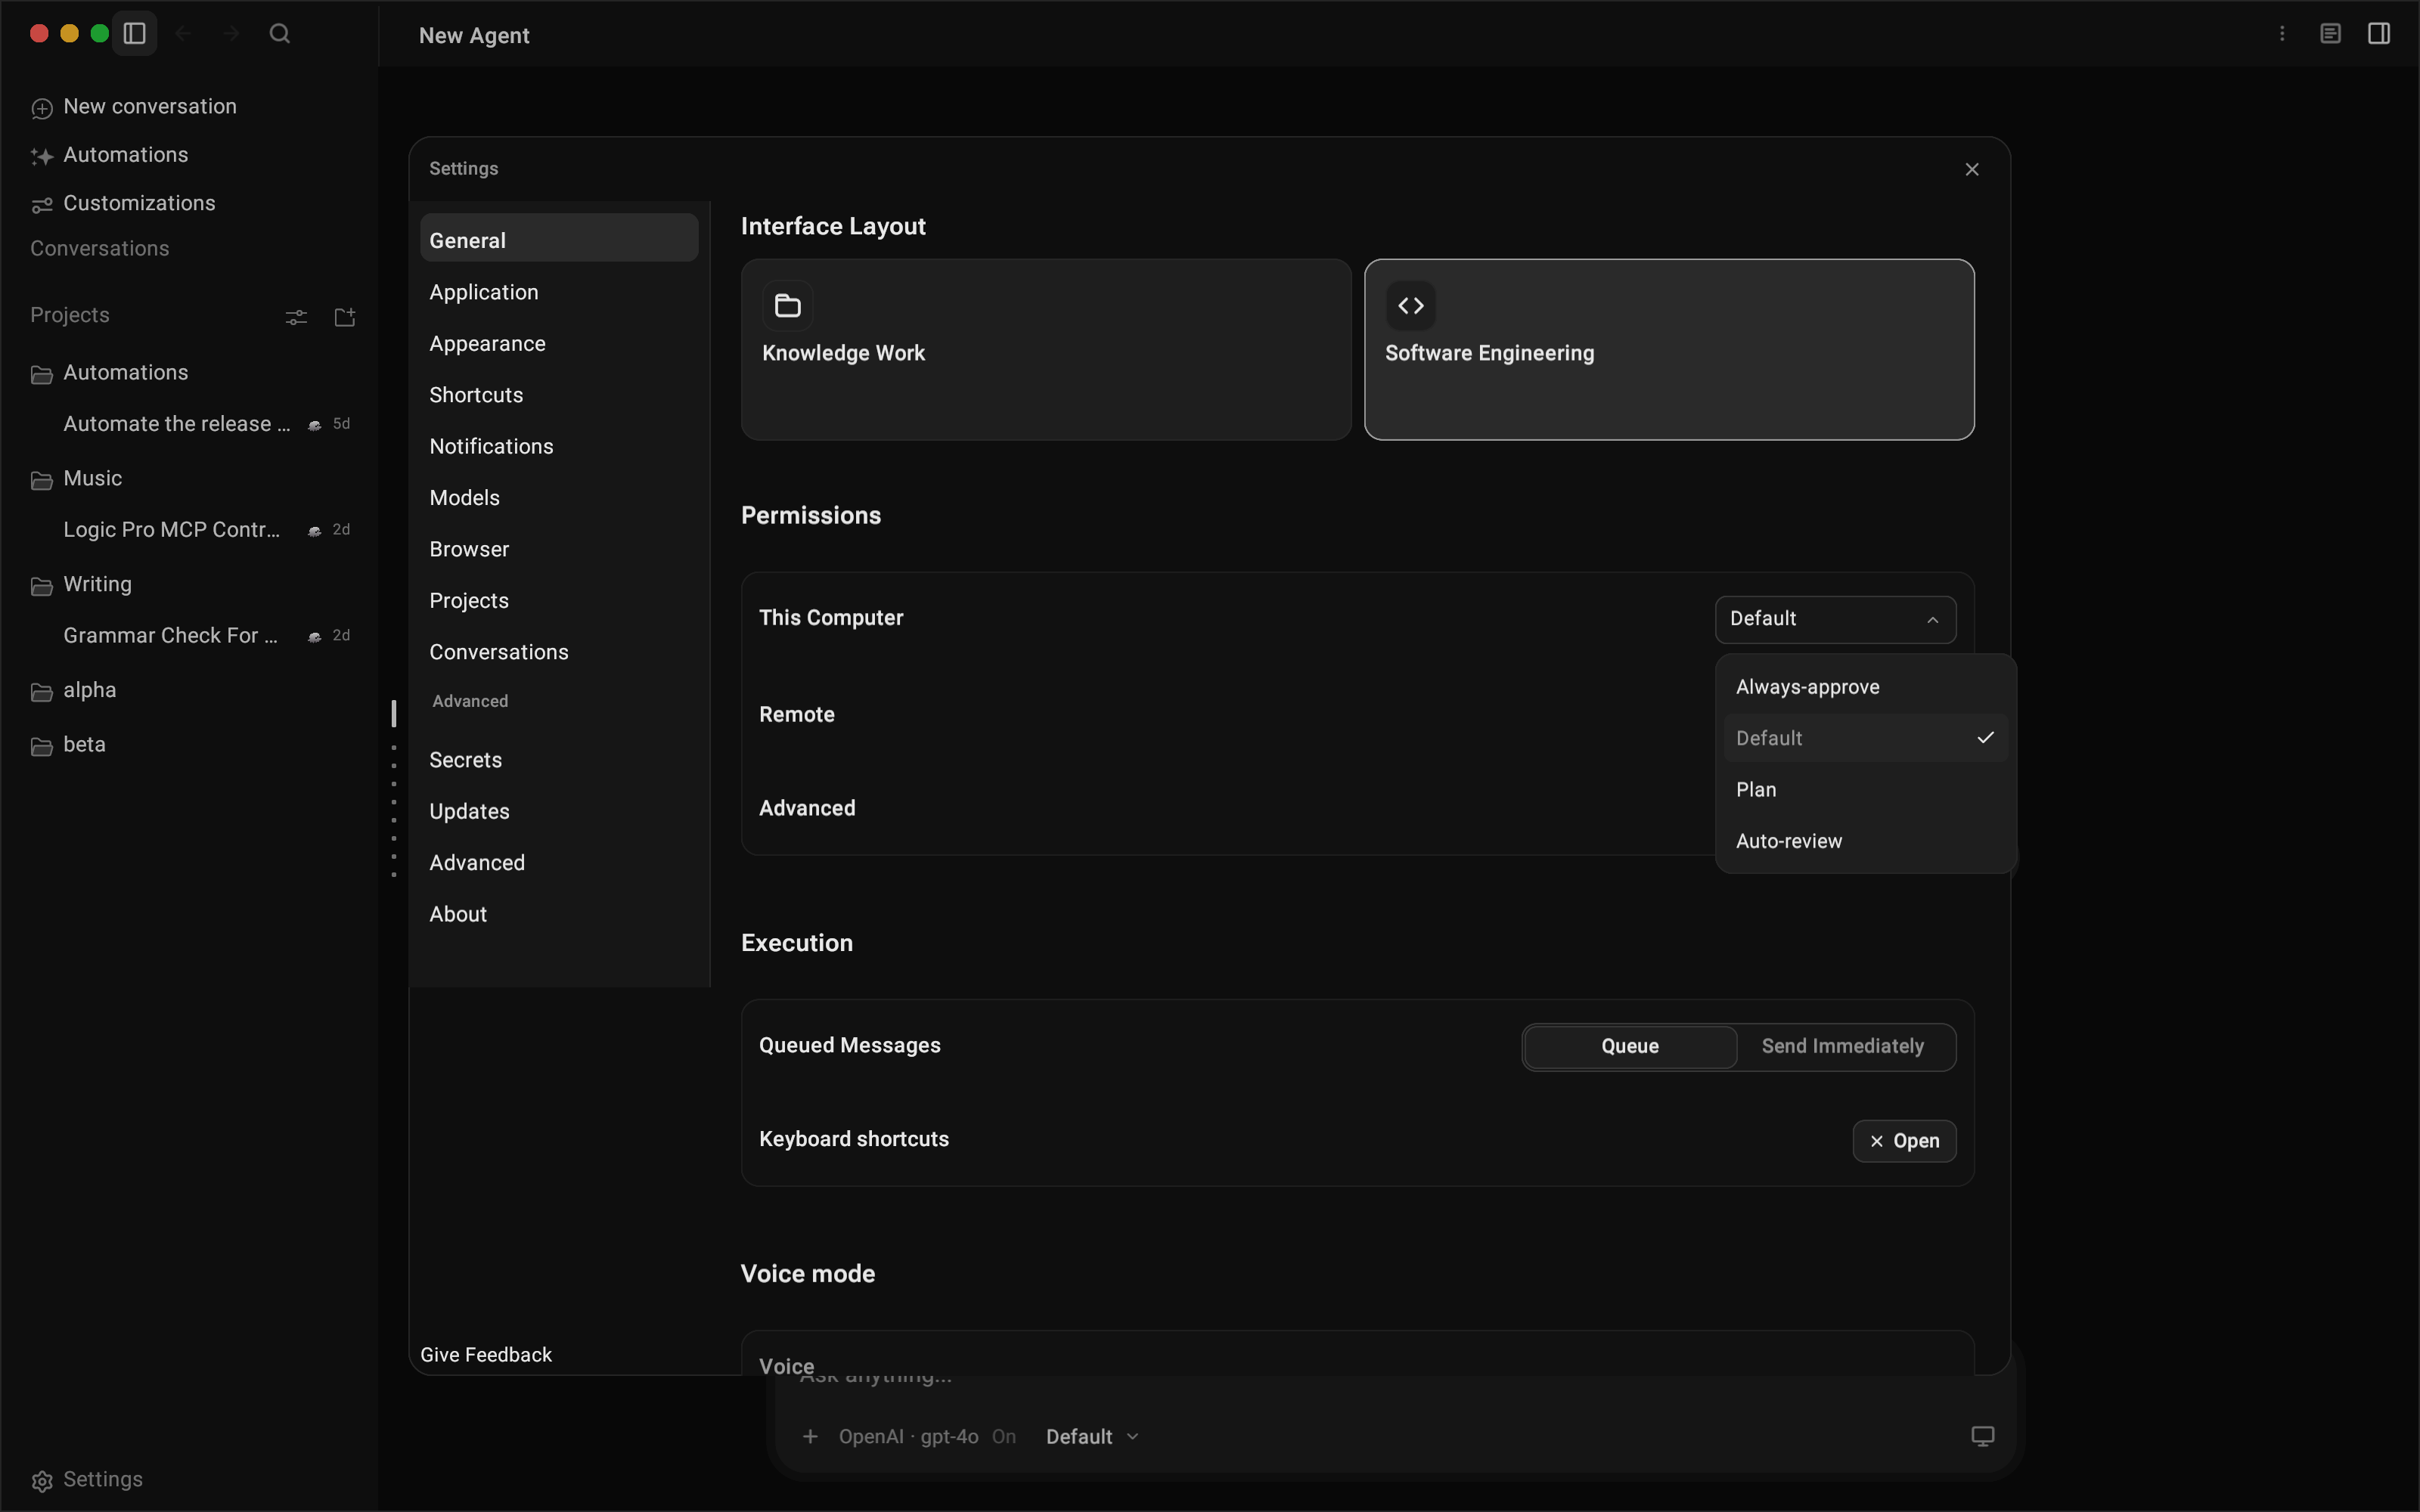 New Agent
New conversation
Automations
Customizations
Conversations
Projects
Automations
Automate the release ... 5d
Music
Logic Pro MCP Contr... 2d
Writing
Grammar Check For ... 2d
alpha
beta
Settings
Settings
General
Application
Appearance
Shortcuts
Notifications
Models
Browser
Projects
Conversations
Advanced
Secrets
Updates
Advanced
About
Give Feedback
Interface Layout
Knowledge Work
Software Engineering
Permissions
This Computer
Default
Always-approve
Default
Plan
Auto-review
Remote
Advanced
Execution
Queued Messages
Queue
Send Immediately
Keyboard shortcuts
Open
Voice mode
Voice
Ask anything...
OpenAI · gpt-4o On
Default